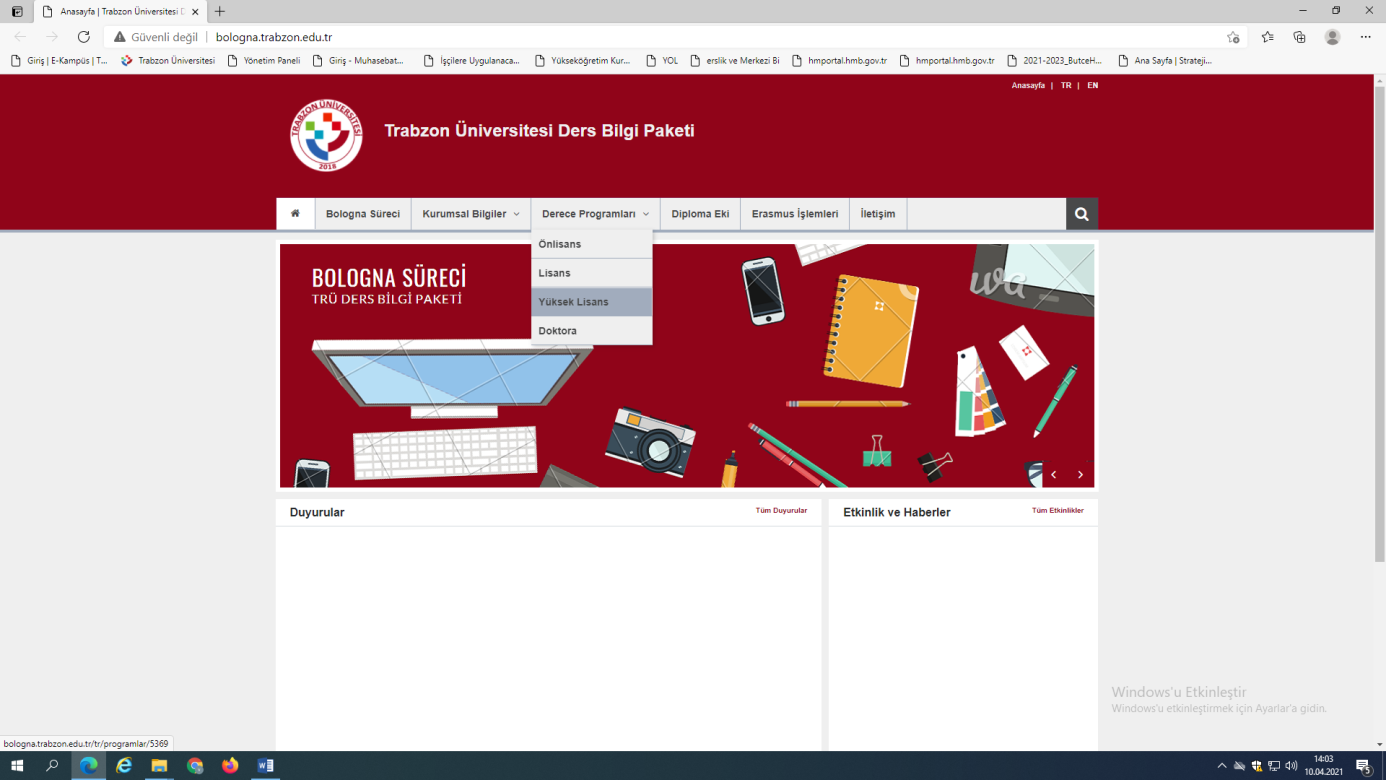 Anasayfa | Trabzon Üniversitesi D
Güvenli değil | bologna.trabzon.edu.tr
Giriş | E-Kampüs | T...
Trabzon Üniversitesi
Yönetim Paneli
Giriş - Muhasebat...
İşçilere Uygulanaca...
Yükseköğretim Kur...
YOL
erslik ve Merkezi Bi
hmportal.hmb.gov.tr
hmportal.hmb.gov.tr
2021-2023_ButceH...
Ana Sayfa | Strateji...
Anasayfa | TR | EN
TRABZON ÜNİVERSİTESİ
2018
Trabzon Üniversitesi Ders Bilgi Paketi
Bologna Süreci
Kurumsal Bilgiler
Derece Programları
Diploma Eki
Erasmus İşlemleri
İletişim
Önlisans
Lisans
Yüksek Lisans
Doktora
BOLOGNA SÜRECİ
TRÜ DERS BİLGİ PAKETİ
wa
Duyurular
Tüm Duyurular
Etkinlik ve Haberler
Tüm Etkinlikler
Windows'u Etkinleştir
Windows'u etkinleştirmek için Ayarlar'a gidin.
bologna.trabzon.edu.tr/tr/programlar/5369
14:03
10.04.2021
5